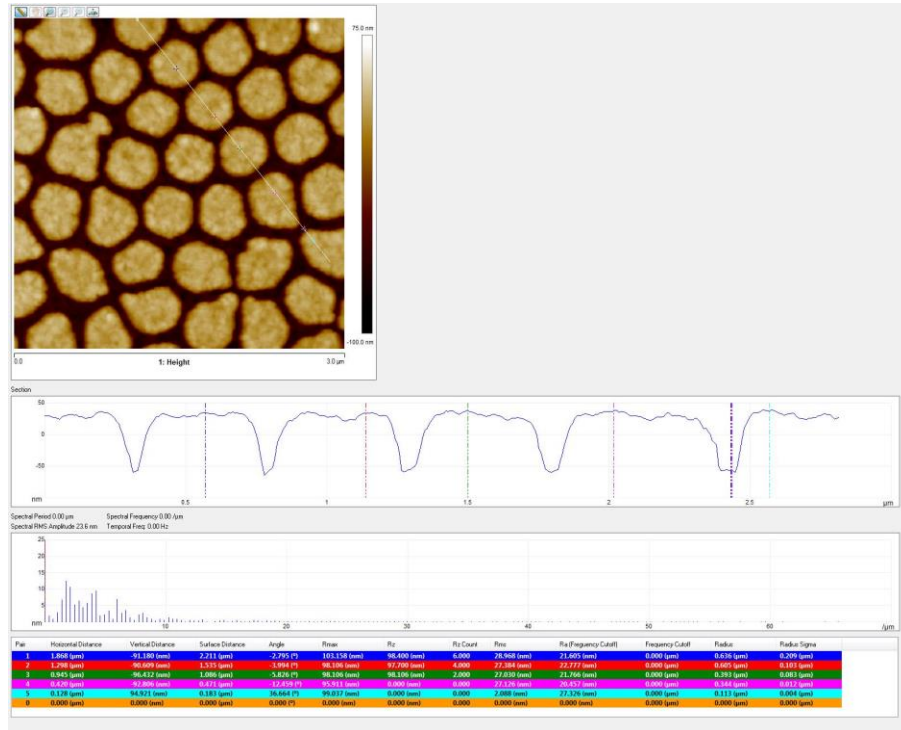 75.0 nm
-100.0 nm
0.0 1: Height 3.0 µm
Section
50
0
-50
nm 0.5 1 1.5 2 2.5 µm
Spectral Period 0.00 µm Spectral Frequency 0.00 /µm
Spectral RMS Amplitude 23.6 nm Temporal Freq 0.00 Hz
25
20
15
10
5
nm 10 20 30 40 50 60 /µm
Pair Horizontal Distance Vertical Distance Surface Distance Angle Rmax Rz Rz Count Rms Ra (Freguency Cutoff) Frequency Cutoff Radius Radius Sigma
1 1.868 (µm) -91.180 (nm) 2.211 (µm) -2.795 (º) 103.158 (nm) 98.400 (nm) 6.000 28.968 (nm) 21.605 (nm) 0.000 (µm) 0.636 (µm) 0.209 (µm)
2 1.298 (µm) -90.609 (nm) 1.535 (µm) -3.994 (º) 98.106 (nm) 97.700 (nm) 4.000 27.384 (nm) 22.777 (nm) 0.000 (µm) 0.605 (µm) 0.103 (µm)
3 0.945 (µm) -96.432 (nm) 1.086 (µm) -5.826 (º) 98.106 (nm) 98.106 (nm) 2.000 27.030 (nm) 21.766 (nm) 0.000 (µm) 0.393 (µm) 0.083 (µm)
4 0.420 (µm) -92.806 (nm) 0.471 (µm) -12.459 (º) 95.911 (nm) 0.000 (nm) 0.000 27.126 (nm) 20.457 (nm) 0.000 (µm) 0.344 (µm) 0.012 (µm)
5 0.128 (µm) 94.921 (nm) 0.183 (µm) 36.664 (º) 99.037 (nm) 0.000 (nm) 0.000 2.088 (nm) 27.326 (nm) 0.000 (µm) 0.113 (µm) 0.004 (µm)
0 0.000 (µm) 0.000 (nm) 0.000 (µm) 0.000 (º) 0.000 (nm) 0.000 (nm) 0.000 0.000 (nm) 0.000 (nm) 0.000 (µm) 0.000 (µm) 0.000 (µm)